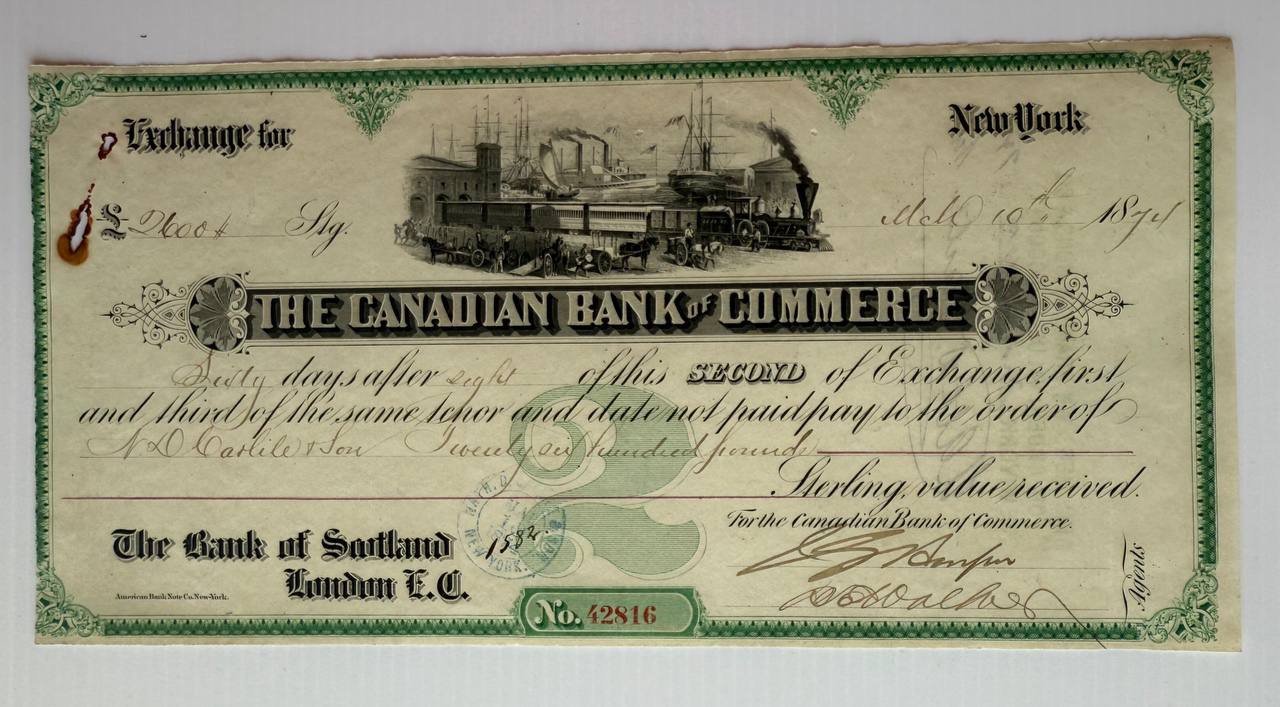 Exchange for New York
£ 2600 Stg. Mch 10th 1874
THE CANADIAN BANK OF COMMERCE
Sixty days after sight of this SECOND of Exchange, first
and third of the same tenor and date not paid pay to the order of
N D Carlile & Son Twenty six hundred pounds
Sterling, value received.
For the Canadian Bank of Commerce.
The Bank of Scotland
London E.C.
1582.
Walker
Agents
American Bank Note Co. New-York.
No. 42816
2